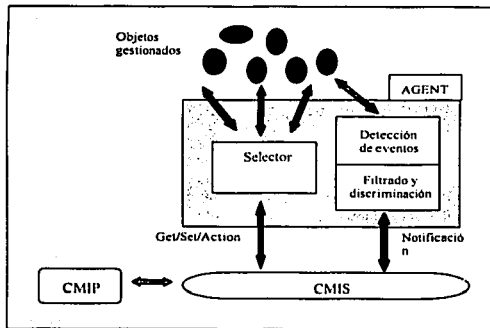 Objetos
gestionados
AGENT
Selector
Detección
de eventos
Filtrado y
discriminación
Get/Set/Action
Notificació
n
CMIP
CMIS